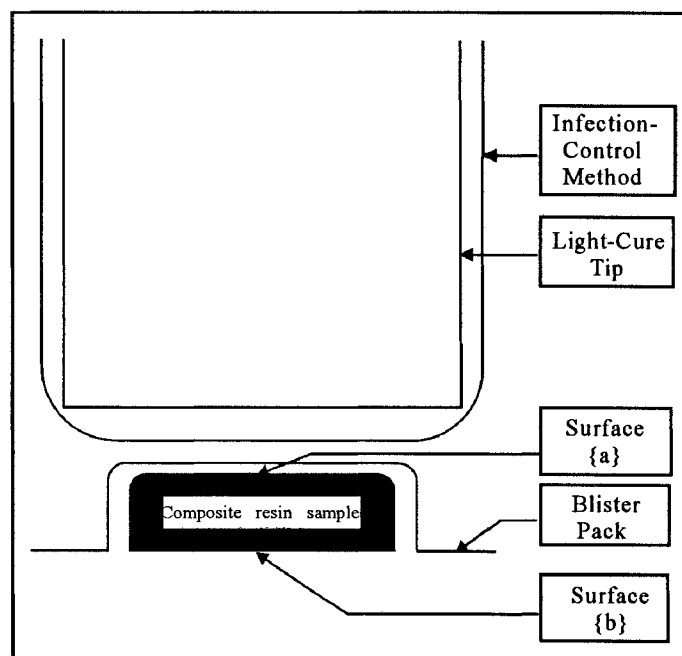 Infection-
Control
Method
Light-Cure
Tip
Surface
{a}
Composite resin sample
Blister
Pack
Surface
{b}